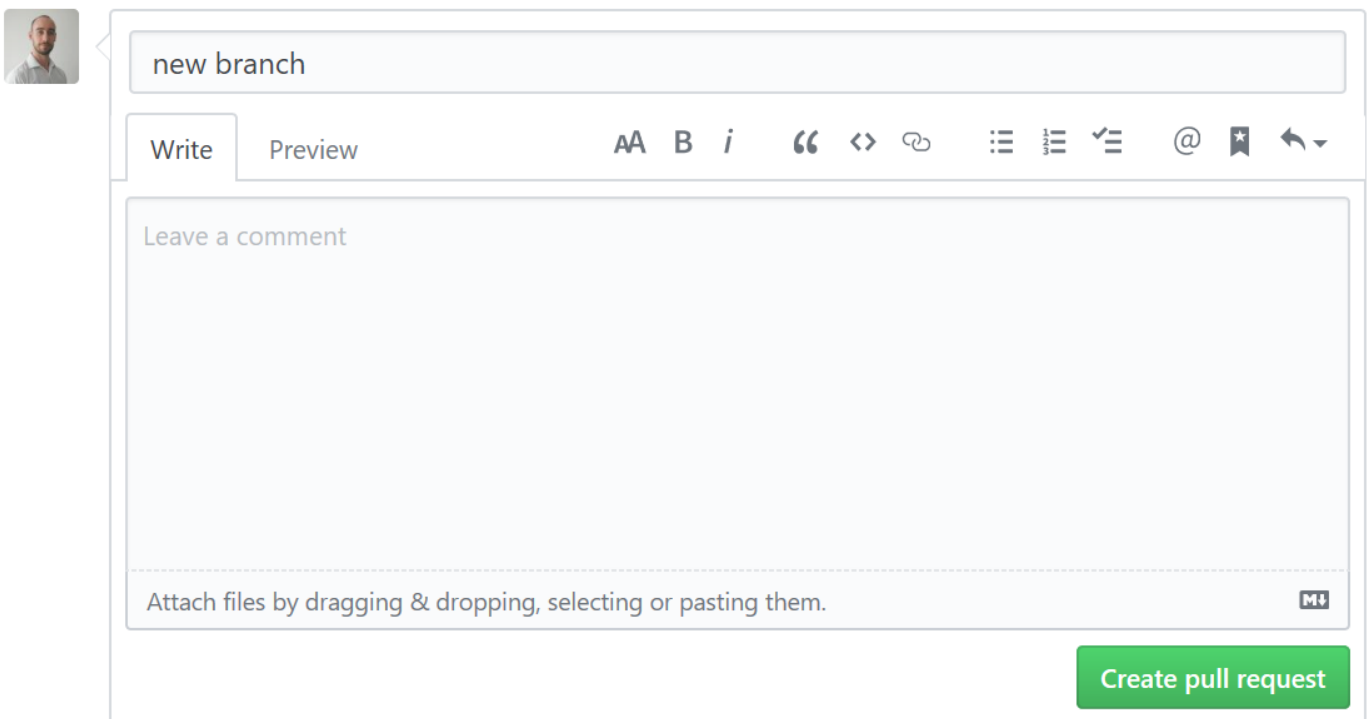 new branch
Write Preview AA B i “ <> @
Leave a comment
Attach files by dragging & dropping, selecting or pasting them. M↓
Create pull request